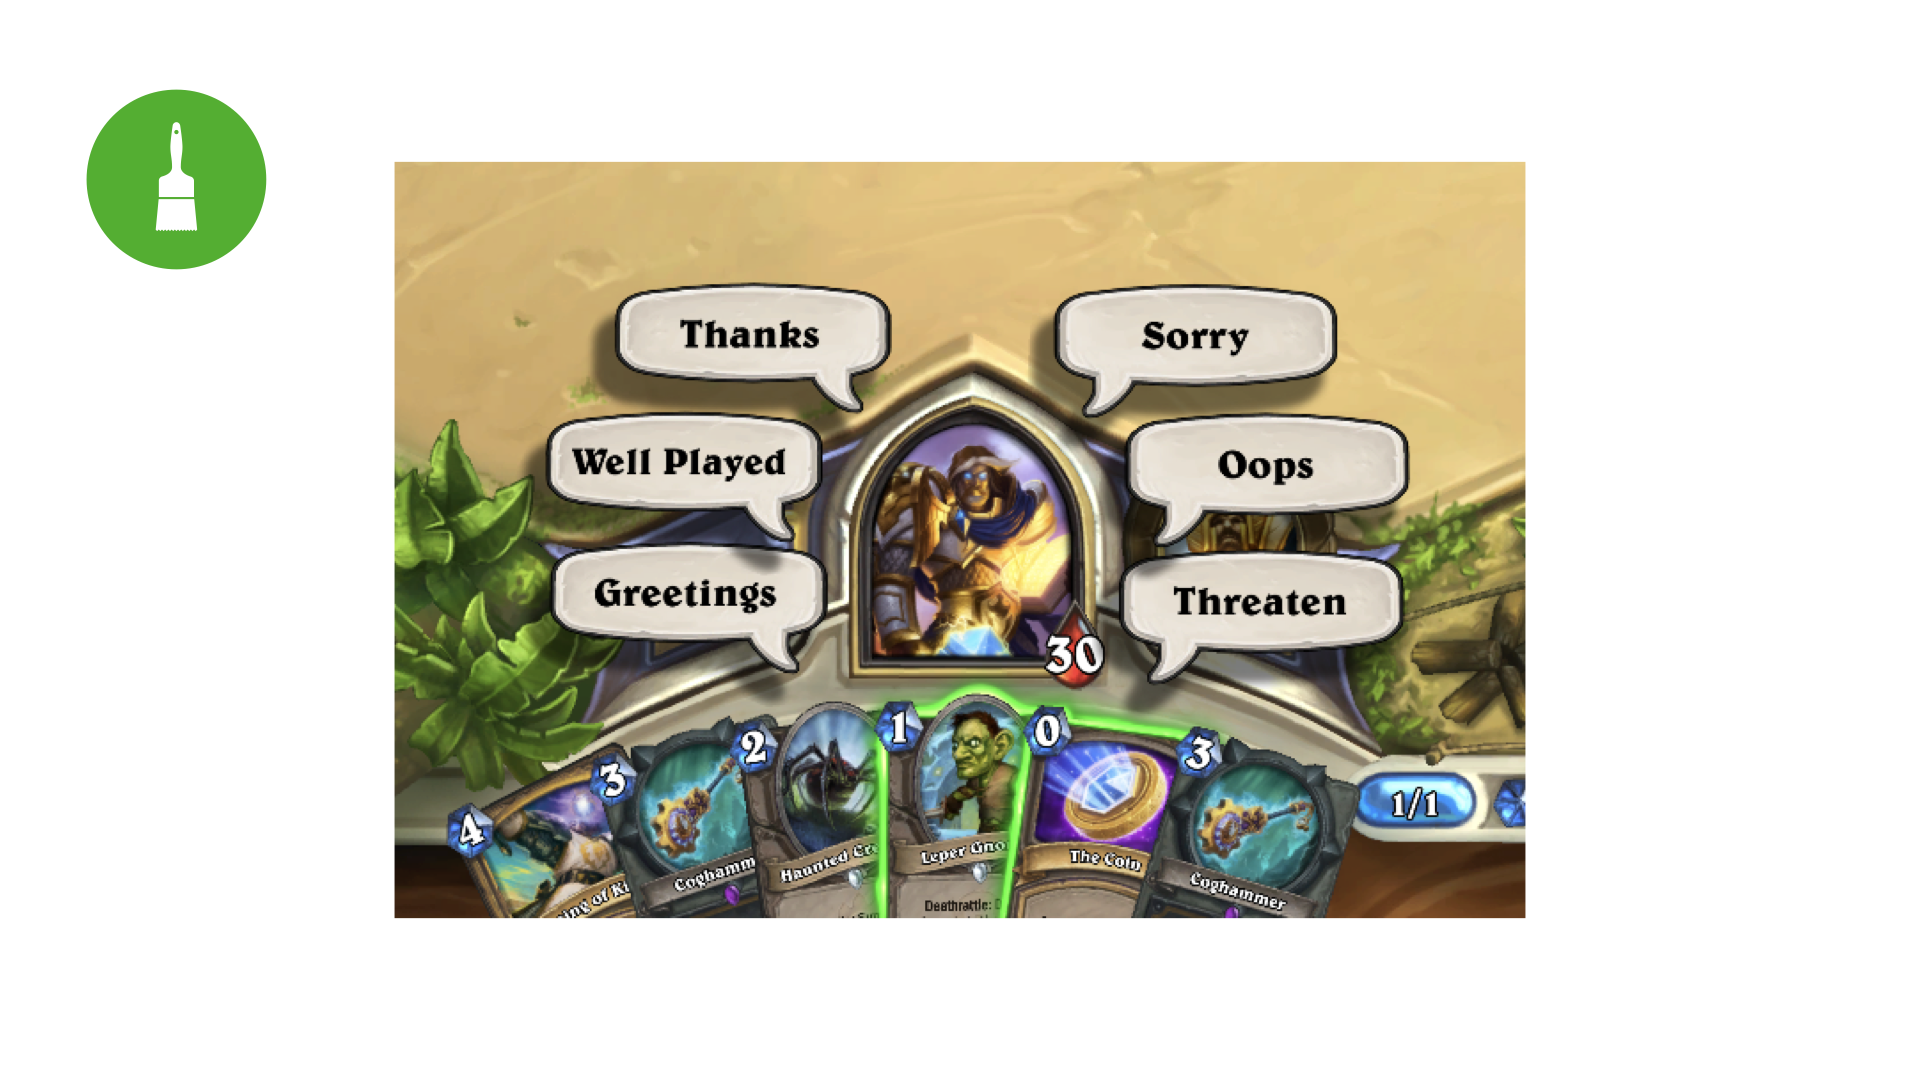 Thanks
Sorry
Well Played
Oops
Greetings
Threaten
30
4
3
2
1
0
3
1/1
Coghamm
Haunted
Leper Gno
The Coin
Coghammer
Deathrattle: